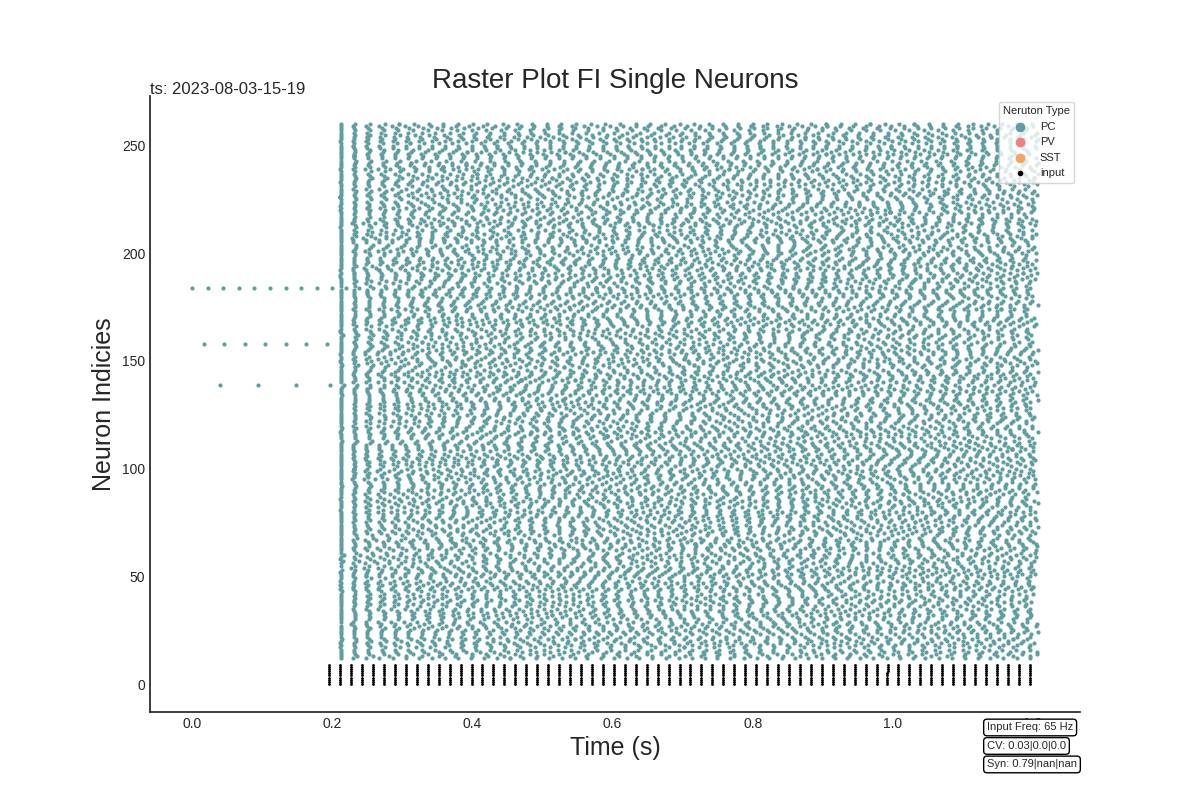 Raster Plot FI Single Neurons
ts: 2023-08-03-15-19
Neruton Type
PC
PV
SST
input
250
200
150
100
50
0
Neuron Indicies
0.0 0.2 0.4 0.6 0.8 1.0
Time (s)
Input Freq: 65 Hz
CV: 0.03|0.0|0.0
Syn: 0.79|nan|nan